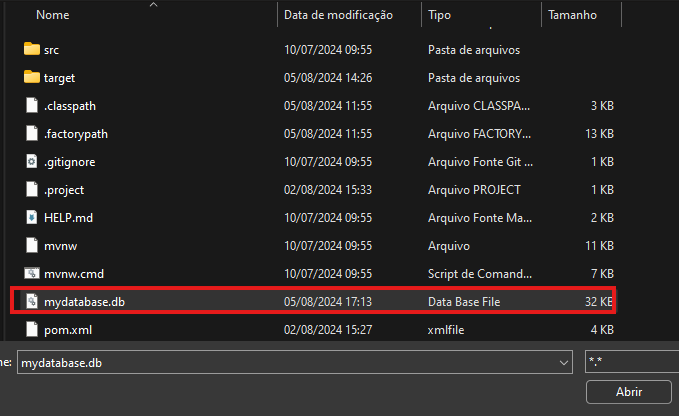 Nome Data de modificação Tipo Tamanho
src 10/07/2024 09:55 Pasta de arquivos
target 05/08/2024 14:26 Pasta de arquivos
.classpath 05/08/2024 11:55 Arquivo CLASSPA... 3 KB
.factorypath 05/08/2024 11:55 Arquivo FACTORY... 13 KB
.gitignore 10/07/2024 09:55 Arquivo Fonte Git ... 1 KB
.project 02/08/2024 15:33 Arquivo PROJECT 1 KB
HELP.md 10/07/2024 09:55 Arquivo Fonte Ma... 2 KB
mvnw 10/07/2024 09:55 Arquivo 11 KB
mvnw.cmd 10/07/2024 09:55 Script de Comand... 7 KB
mydatabase.db 05/08/2024 17:13 Data Base File 32 KB
pom.xml 02/08/2024 15:27 xmlfile 4 KB
ne: mydatabase.db *.*
Abrir